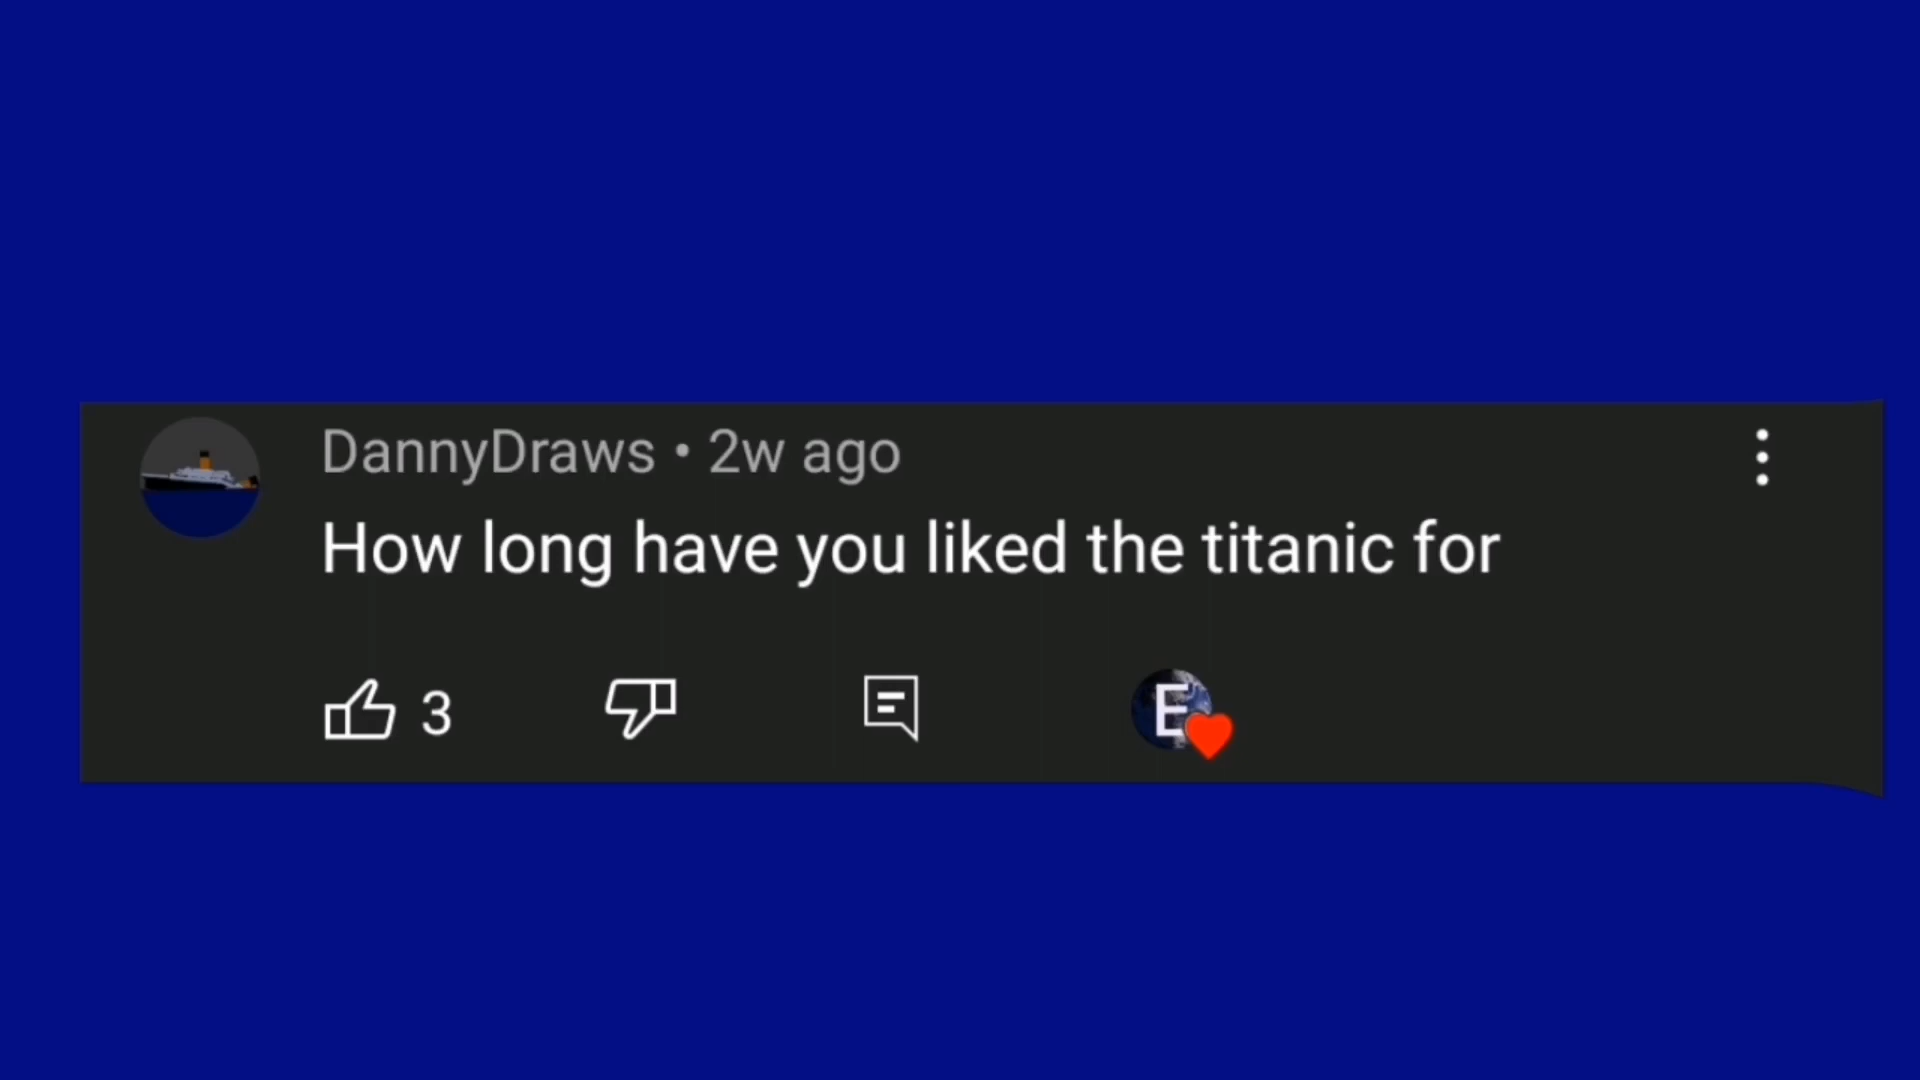 DannyDraws • 2w ago
How long have you liked the titanic for
3
E